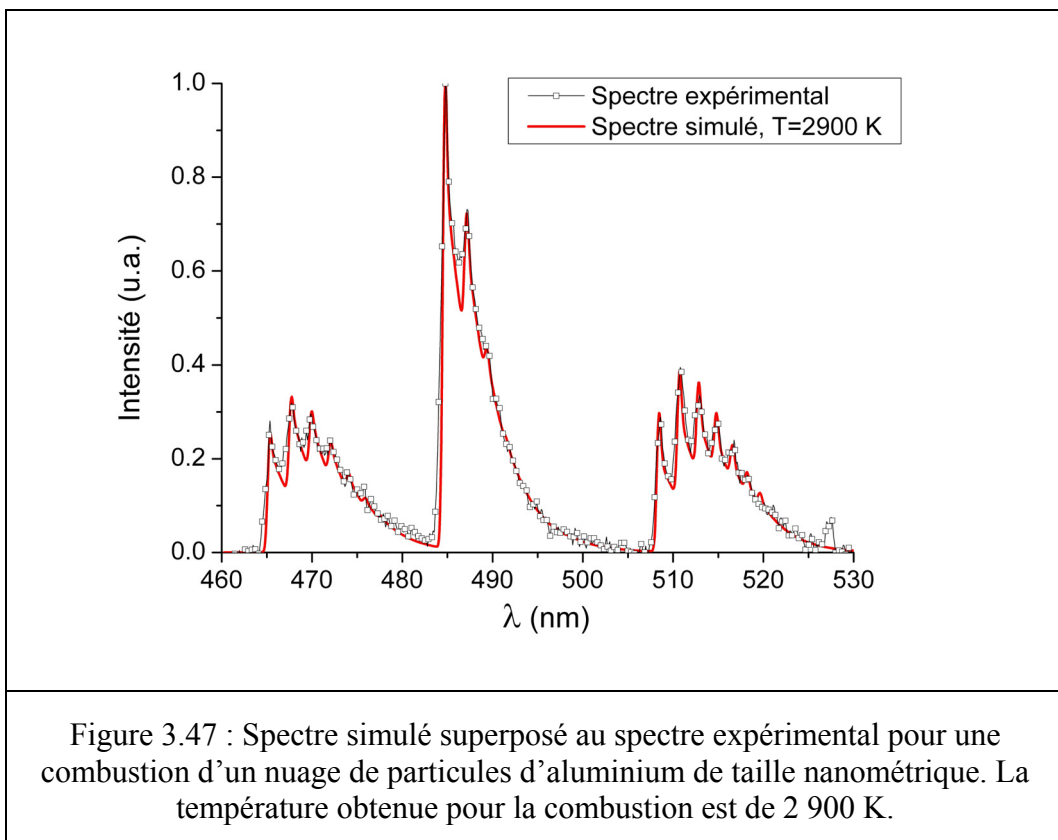 1.0
0.8
0.6
0.4
0.2
0.0
Intensité (u.a.)
Spectre expérimental
Spectre simulé, T=2900 K
460 470 480 490 500 510 520 530
λ (nm)
Figure 3.47 : Spectre simulé superposé au spectre expérimental pour une
combustion d’un nuage de particules d’aluminium de taille nanométrique. La
température obtenue pour la combustion est de 2 900 K.